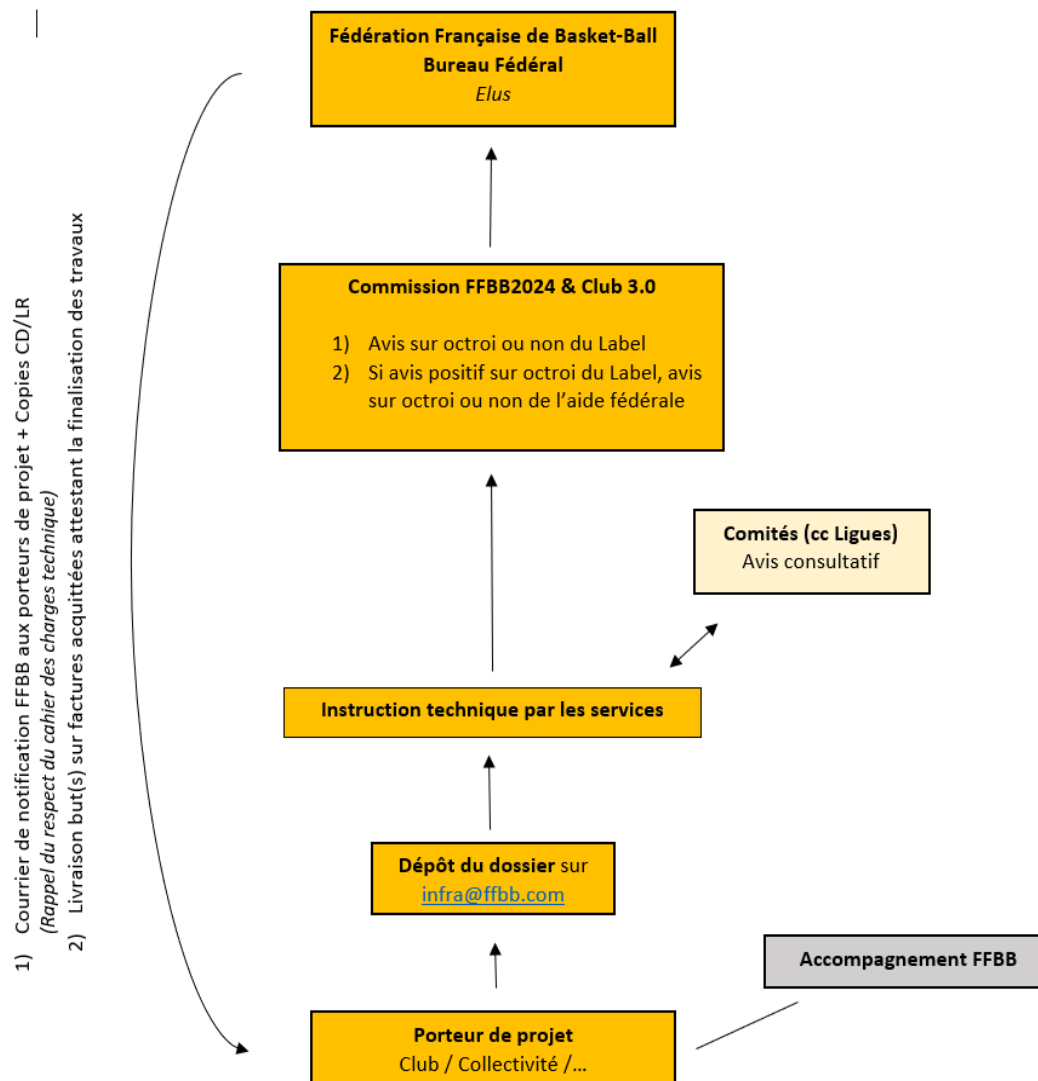 Fédération Française de Basket-Ball
Bureau Fédéral
Elus
Commission FFBB2024 & Club 3.0
1) Avis sur octroi ou non du Label
2) Si avis positif sur octroi du Label, avis
sur octroi ou non de l’aide fédérale
Comités (cc Ligues)
Avis consultatif
Instruction technique par les services
Dépôt du dossier sur
infra@ffbb.com
Accompagnement FFBB
Porteur de projet
Club / Collectivité /…
1) Courrier de notification FFBB aux porteurs de projet + Copies CD/LR
(Rappel du respect du cahier des charges technique)
2) Livraison but(s) sur factures acquittées attestant la finalisation des travaux